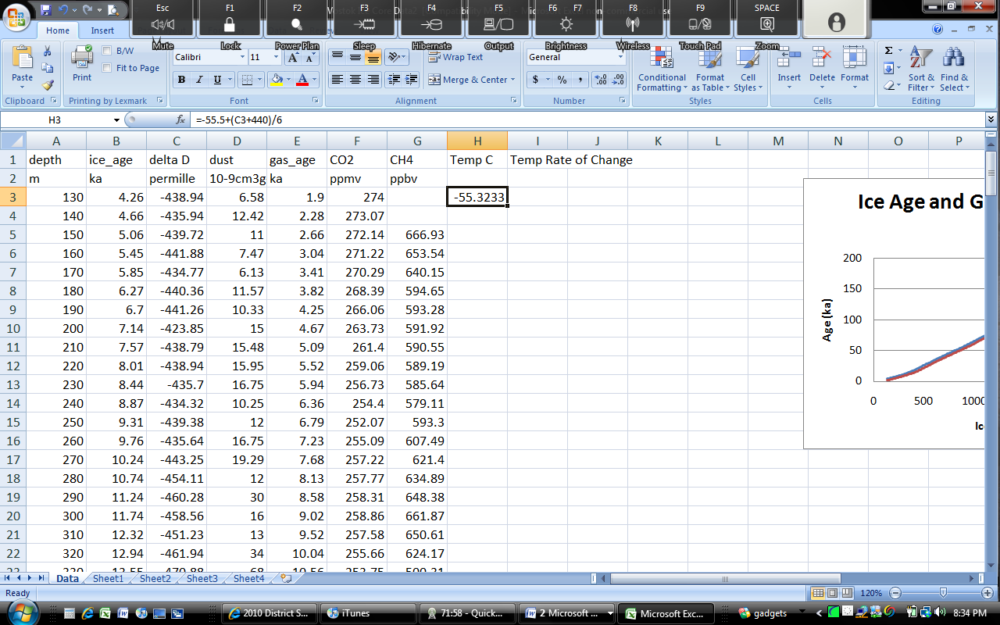 Esc F1 F2 F3 F4 F5 F6 F7 F8 F9 SPACE
Home Insert
Mute Lock Power Plan Sleep Hibernate Output Brightness Wireless Touch Pad Zoom
B/W
Fit to Page
Paste
Print
Calibri 11
B I U
Wrap Text
Merge & Center
General
$ % ,
Conditional Formatting
Format as Table
Cell Styles
Insert Delete Format
Sort & Filter
Find & Select
Clipboard Printing by Lexmark Font Alignment Number Styles Cells Editing
H3 fx =-55.5+(C3+440)/6
A B C D E F G H I J K L M N O P
1 depth ice_age delta D dust gas_age CO2 CH4 Temp C Temp Rate of Change
2 m ka permille 10-9cm3g ka ppmv ppbv
3 130 4.26 -438.94 6.58 1.9 274 -55.3233
4 140 4.66 -435.94 12.42 2.28 273.07
5 150 5.06 -439.72 11 2.66 272.14 666.93
6 160 5.45 -441.88 7.47 3.04 271.22 653.54
7 170 5.85 -434.77 6.13 3.41 270.29 640.15
8 180 6.27 -440.36 11.57 3.82 268.39 594.65
9 190 6.7 -441.26 10.33 4.25 266.06 593.28
10 200 7.14 -423.85 15 4.67 263.73 591.92
11 210 7.57 -438.79 15.48 5.09 261.4 590.55
12 220 8.01 -438.94 15.95 5.52 259.06 589.19
13 230 8.44 -435.7 16.75 5.94 256.73 585.64
14 240 8.87 -434.32 10.25 6.36 254.4 579.11
15 250 9.31 -439.38 12 6.79 252.07 593.3
16 260 9.76 -435.64 16.75 7.23 255.09 607.49
17 270 10.24 -443.25 19.29 7.68 257.22 621.4
18 280 10.74 -454.11 12 8.13 257.77 634.89
19 290 11.24 -460.28 30 8.58 258.31 648.38
20 300 11.74 -458.56 16 9.02 258.86 661.87
21 310 12.32 -451.23 13 9.52 257.58 650.61
22 320 12.94 -461.94 34 10.04 255.66 624.17
Ice Age and G
200
150
100
50
0
Age (ka)
0 500 1000
Ic
Data Sheet1 Sheet2 Sheet3 Sheet4
Ready 120%
2010 District S... iTunes 71:58 - Quick... 2 Microsoft ... Microsoft Exc... gadgets 8:34 PM